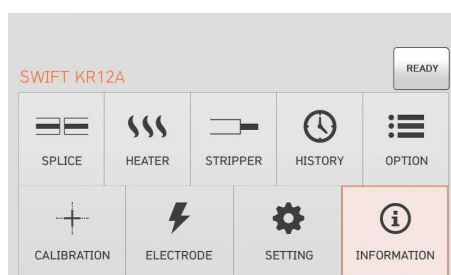 SWIFT KR12A
READY
SPLICE
HEATER
STRIPPER
HISTORY
OPTION
CALIBRATION
ELECTRODE
SETTING
INFORMATION